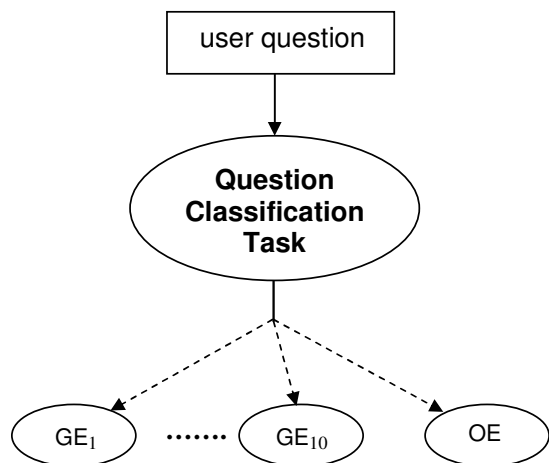 user question
Question
Classification
Task
GE1 ....... GE10 OE